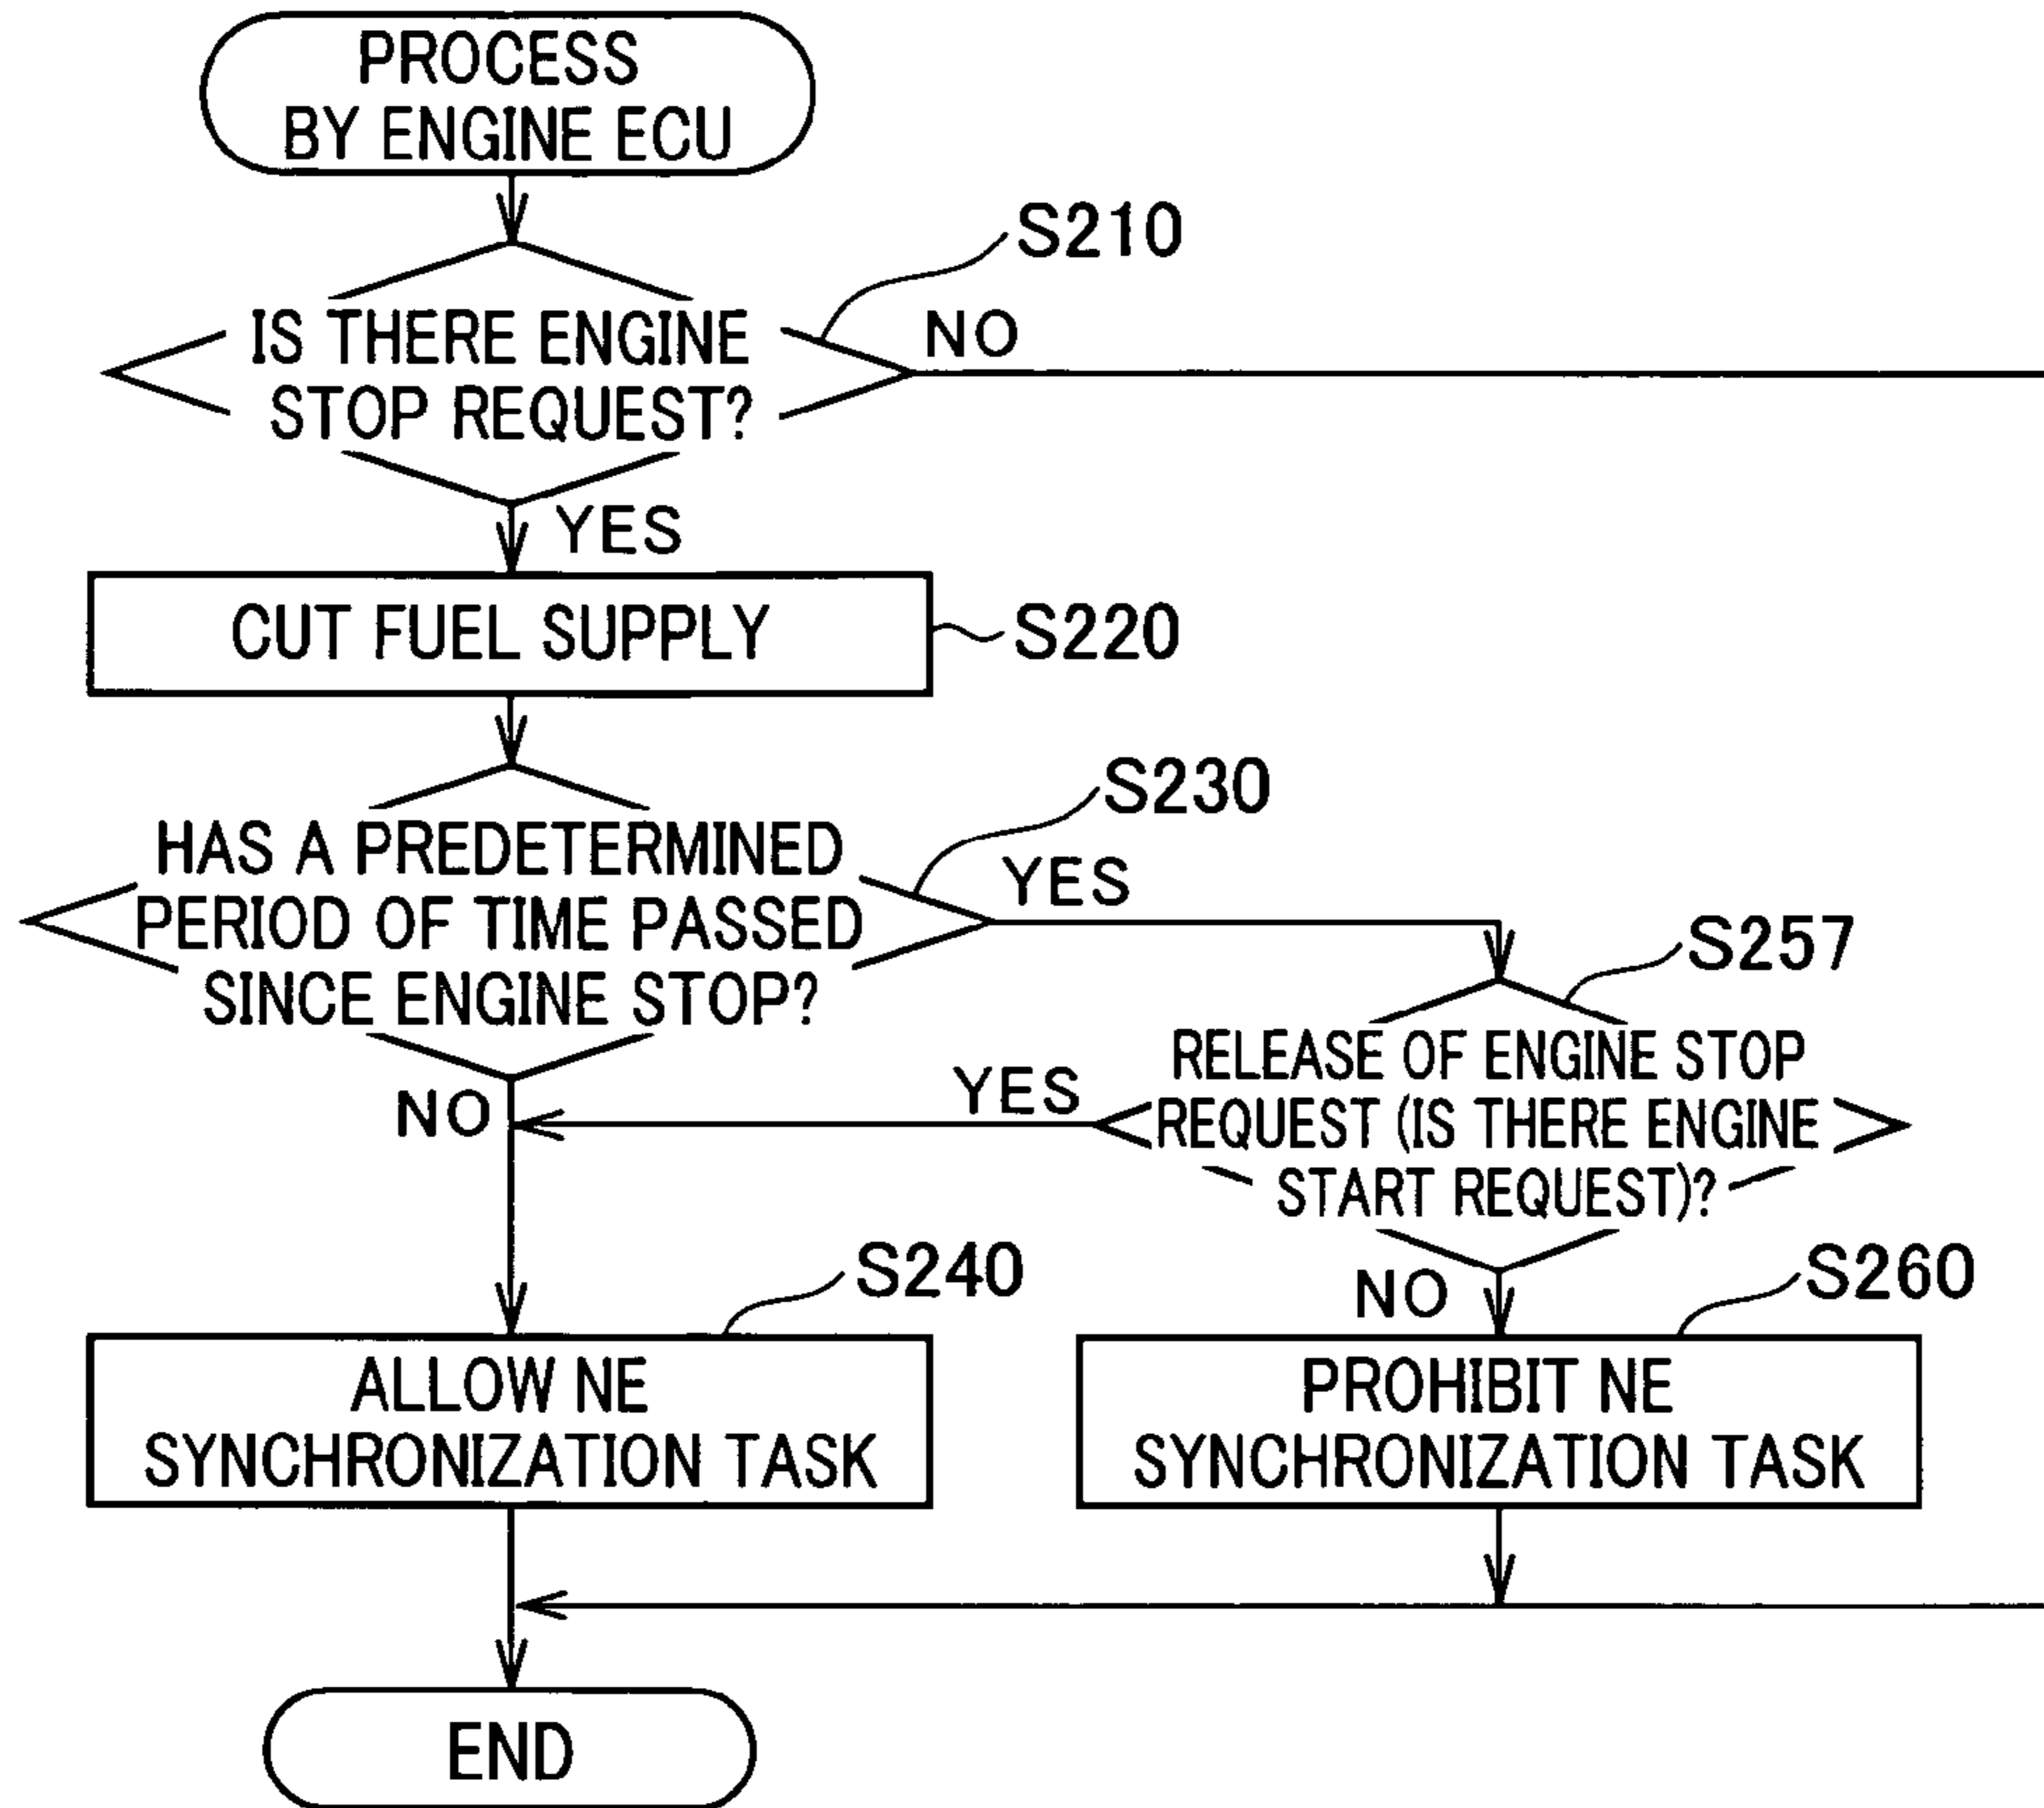 PROCESS
BY ENGINE ECU
S210
IS THERE ENGINE
STOP REQUEST?
NO
YES
CUT FUEL SUPPLY
S220
S230
HAS A PREDETERMINED
PERIOD OF TIME PASSED
SINCE ENGINE STOP?
YES
NO
S257
RELEASE OF ENGINE STOP
REQUEST (IS THERE ENGINE
START REQUEST)?
YES
NO
S240
ALLOW NE
SYNCHRONIZATION TASK
S260
PROHIBIT NE
SYNCHRONIZATION TASK
END